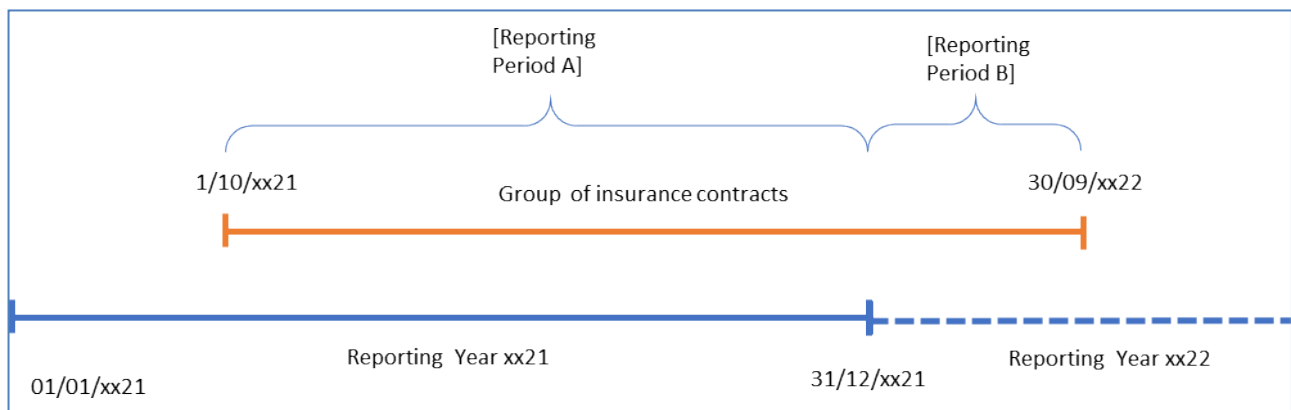 [Reporting
Period A]
[Reporting
Period B]
1/10/xx21
Group of insurance contracts
30/09/xx22
Reporting Year xx21
31/12/xx21
Reporting Year xx22
01/01/xx21